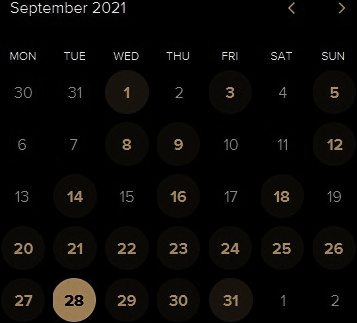 September 2021
MON TUE WED THU FRI SAT SUN
30 31 1 2 3 4 5
6 7 8 9 10 11 12
13 14 15 16 17 18 19
20 21 22 23 24 25 26
27 28 29 30 31 1 2